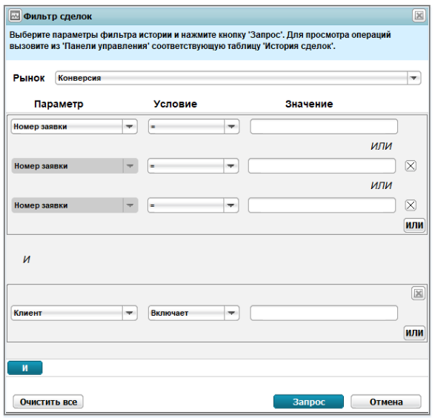 Фильтр сделок
Выберите параметры фильтра истории и нажмите кнопку 'Запрос'. Для просмотра операций
вызовите из 'Панели управления' соответствующую таблицу 'История сделок'.
Рынок Конверсия
Параметр Условие Значение
Номер заявки =
ИЛИ
Номер заявки =
ИЛИ
Номер заявки =
ИЛИ
И
Клиент Включает
ИЛИ
И
Очистить все Запрос Отмена